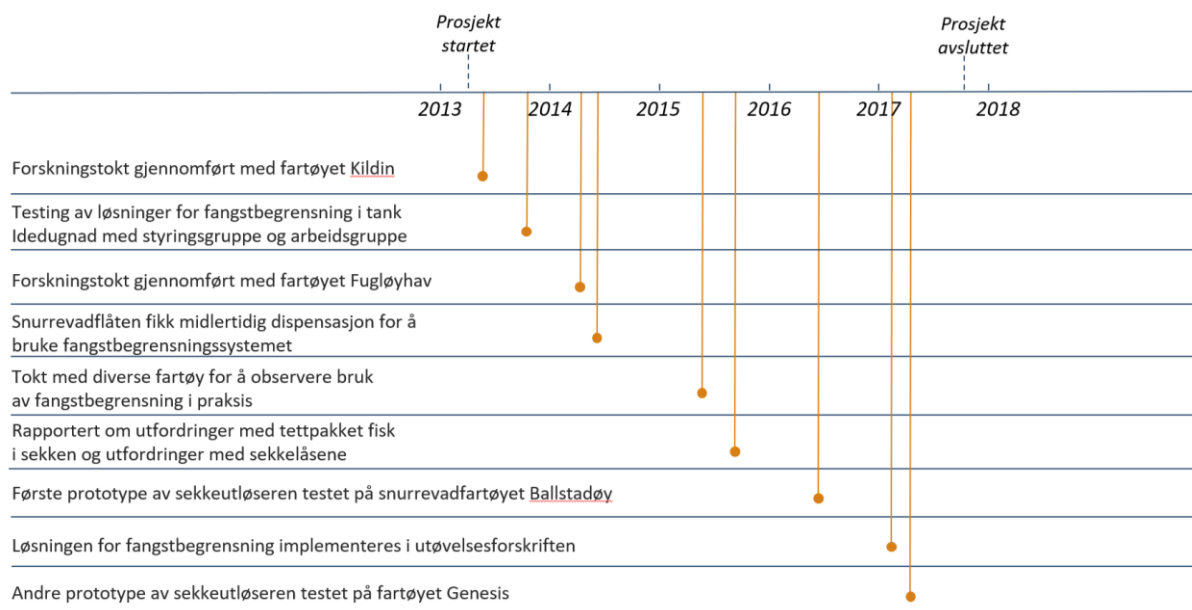 Prosjekt
startet
Prosjekt
avsluttet
2013
2014
2015
2016
2017
2018
Forskningstokt gjennomført med fartøyet Kildin
Testing av løsninger for fangstbegrensning i tank
Idedugnad med styringsgruppe og arbeidsgruppe
Forskningstokt gjennomført med fartøyet Fugløyhav
Snurrevadflåten fikk midlertidig dispensasjon for å
bruke fangstbegrensningssystemet
Tokt med diverse fartøy for å observere bruk
av fangstbegrensning i praksis
Rapportert om utfordringer med tettpakket fisk
i sekken og utfordringer med sekkelåsene
Første prototype av sekkeutløseren testet på snurrevadfartøyet Ballstadøy
Løsningen for fangstbegrensning implementeres i utøvelsesforskriften
Andre prototype av sekkeutløseren testet på fartøyet Genesis